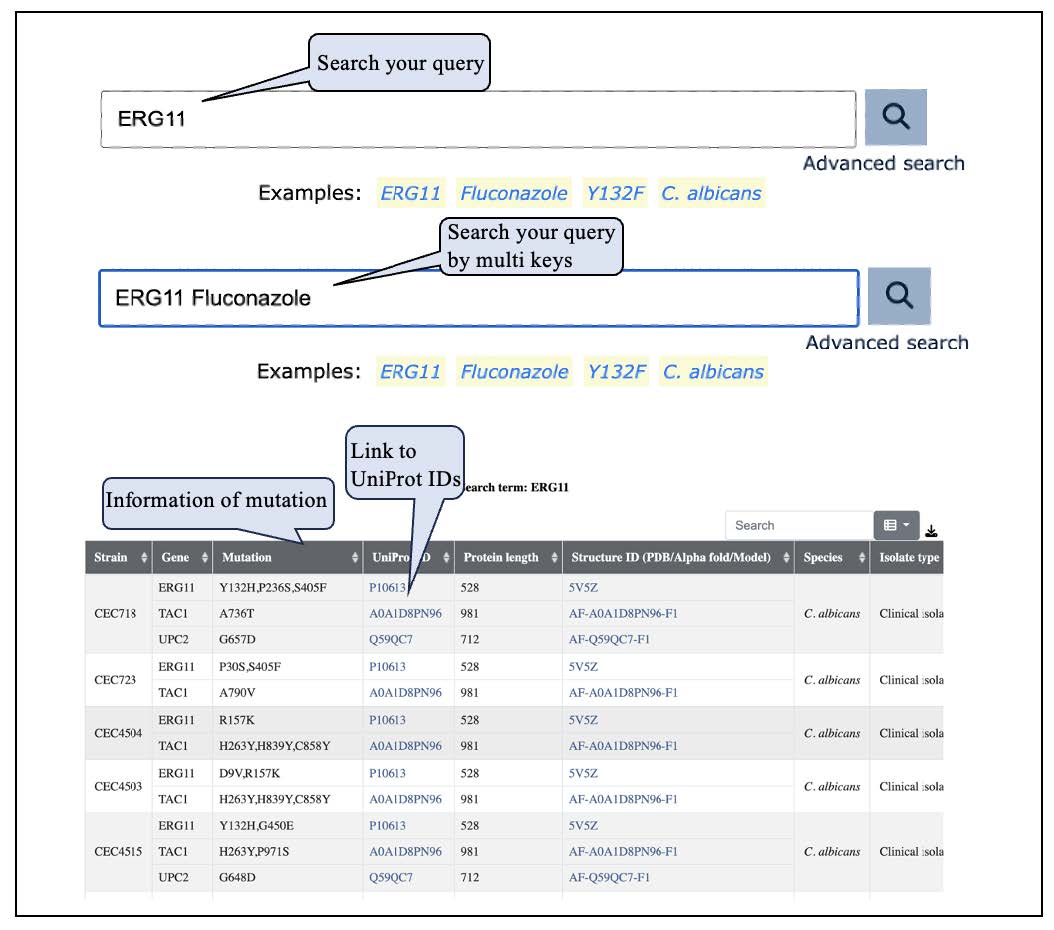 Search your query
ERG11
Advanced search
Examples: ERG11 Fluconazole Y132F C. albicans
Search your query
by multi keys
ERG11 Fluconazole
Advanced search
Examples: ERG11 Fluconazole Y132F C. albicans
Link to
UniProt IDs
earch term: ERG11
Information of mutation
Search
Strain Gene Mutation UniProt ID Protein length Structure ID (PDB/Alpha fold/Model) Species Isolate type
ERG11 Y132H,P236S,S405F P10613 528 5V5Z
CEC718 TAC1 A736T A0A1D8PN96 981 AF-A0A1D8PN96-F1 C. albicans Clinical isola
UPC2 G657D Q59QC7 712 AF-Q59QC7-F1
ERG11 P30S,S405F P10613 528 5V5Z
CEC723 C. albicans Clinical isola
TAC1 A790V A0A1D8PN96 981 AF-A0A1D8PN96-F1
ERG11 R157K P10613 528 5V5Z
CEC4504 C. albicans Clinical isola
TAC1 H263Y,H839Y,C858Y A0A1D8PN96 981 AF-A0A1D8PN96-F1
ERG11 D9V,R157K P10613 528 5V5Z
CEC4503 C. albicans Clinical isola
TAC1 H263Y,H839Y,C858Y A0A1D8PN96 981 AF-A0A1D8PN96-F1
ERG11 Y132H,G450E P10613 528 5V5Z
CEC4515 TAC1 H263Y,P971S A0A1D8PN96 981 AF-A0A1D8PN96-F1 C. albicans Clinical isola
UPC2 G648D Q59QC7 712 AF-Q59QC7-F1